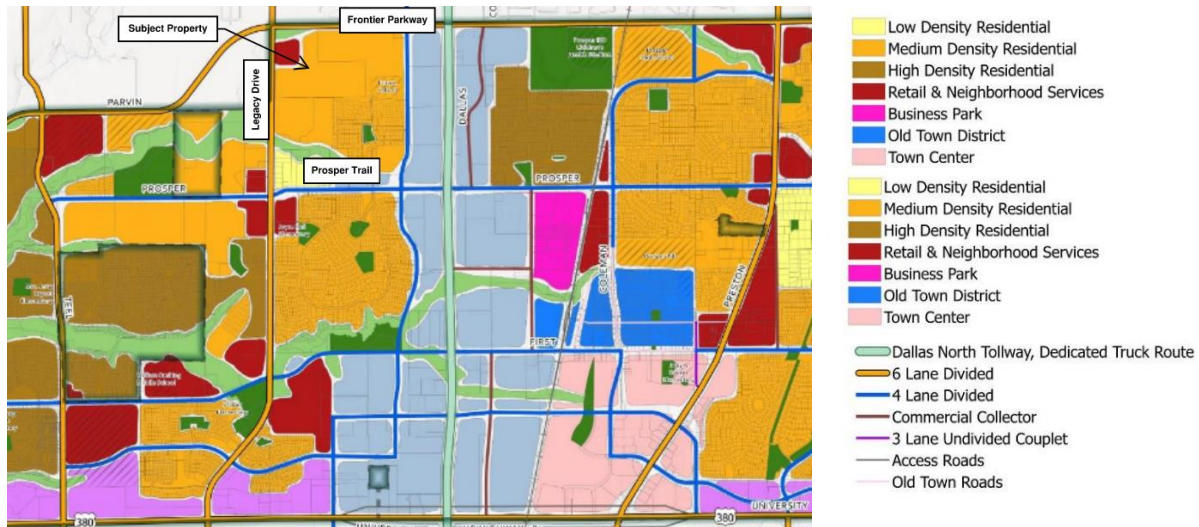 Subject Property
Frontier Parkway
Legacy Drive
PARVIN
DALLAS
Prosper Trail
PROSPER
PROSPER
TEEL
COLEMAN
PRESTON
FIRST
UNIVERSITY
380
380
Low Density Residential
Medium Density Residential
High Density Residential
Retail & Neighborhood Services
Business Park
Old Town District
Town Center
Low Density Residential
Medium Density Residential
High Density Residential
Retail & Neighborhood Services
Business Park
Old Town District
Town Center
Dallas North Tollway, Dedicated Truck Route
6 Lane Divided
4 Lane Divided
Commercial Collector
3 Lane Undivided Couplet
Access Roads
Old Town Roads